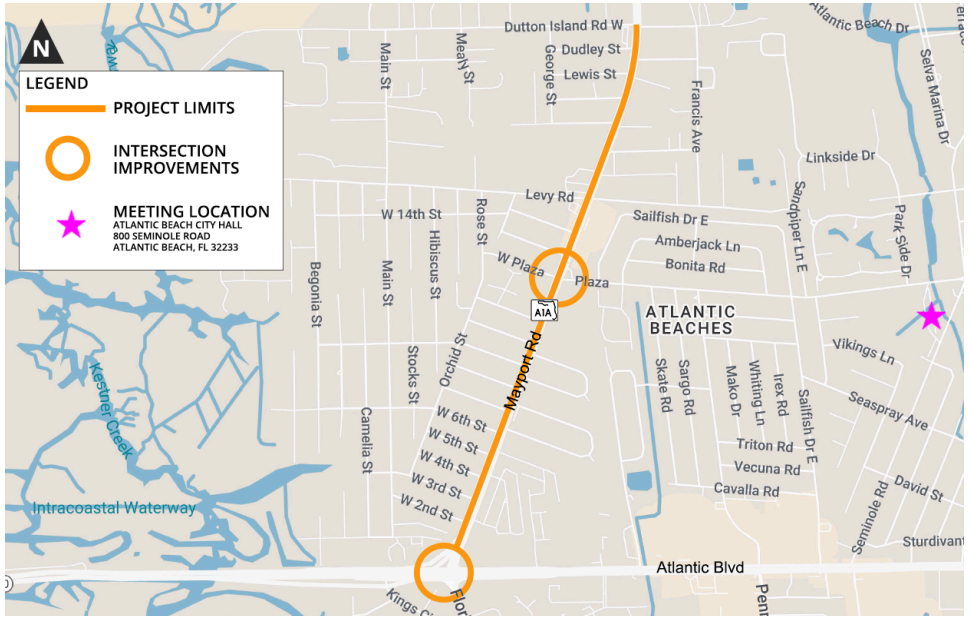 N
LEGEND
PROJECT LIMITS
INTERSECTION
IMPROVEMENTS
MEETING LOCATION
ATLANTIC BEACH CITY HALL
800 SEMINOLE ROAD
ATLANTIC BEACH, FL 32233
Dutton Island Rd W
Dudley St
Lewis St
George St
Mealy St
Main St
Francis Ave
Atlantic Beach Dr
Selva Marina Dr
Linkside Dr
Sandpiper Ln E
Park Side Dr
Levy Rd
W 14th St
Rose St
Hibiscus St
Main St
Begonia St
Sailfish Dr E
Amberjack Ln
Bonita Rd
W Plaza
Plaza
A1A
ATLANTIC
BEACHES
Mayport Rd
Orchid St
Stocks St
Camelia St
W 6th St
W 5th St
W 4th St
W 3rd St
W 2nd St
Skate Rd
Sargo Rd
Mako Dr
Whiting Ln
Irex Rd
Sailfish Dr E
Triton Rd
Vecuna Rd
Cavalla Rd
Vikings Ln
Seaspray Ave
David St
Seminole Rd
Sturdivant
Kestner Creek
Intracoastal Waterway
Atlantic Blvd
Kings C
Flor
Penn